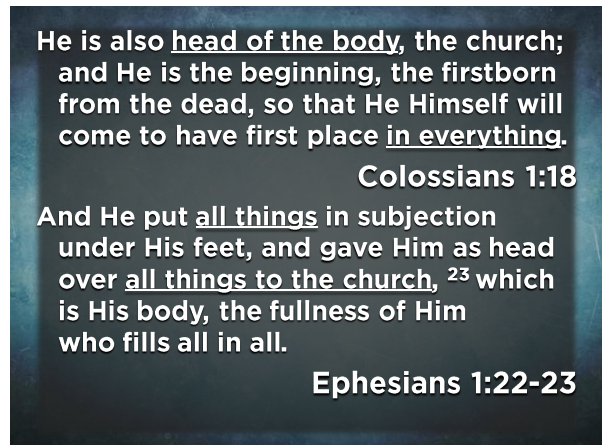 He is also head of the body, the church;
and He is the beginning, the firstborn
from the dead, so that He Himself will
come to have first place in everything.
Colossians 1:18
And He put all things in subjection
under His feet, and gave Him as head
over all things to the church, 23 which
is His body, the fullness of Him
who fills all in all.
Ephesians 1:22-23